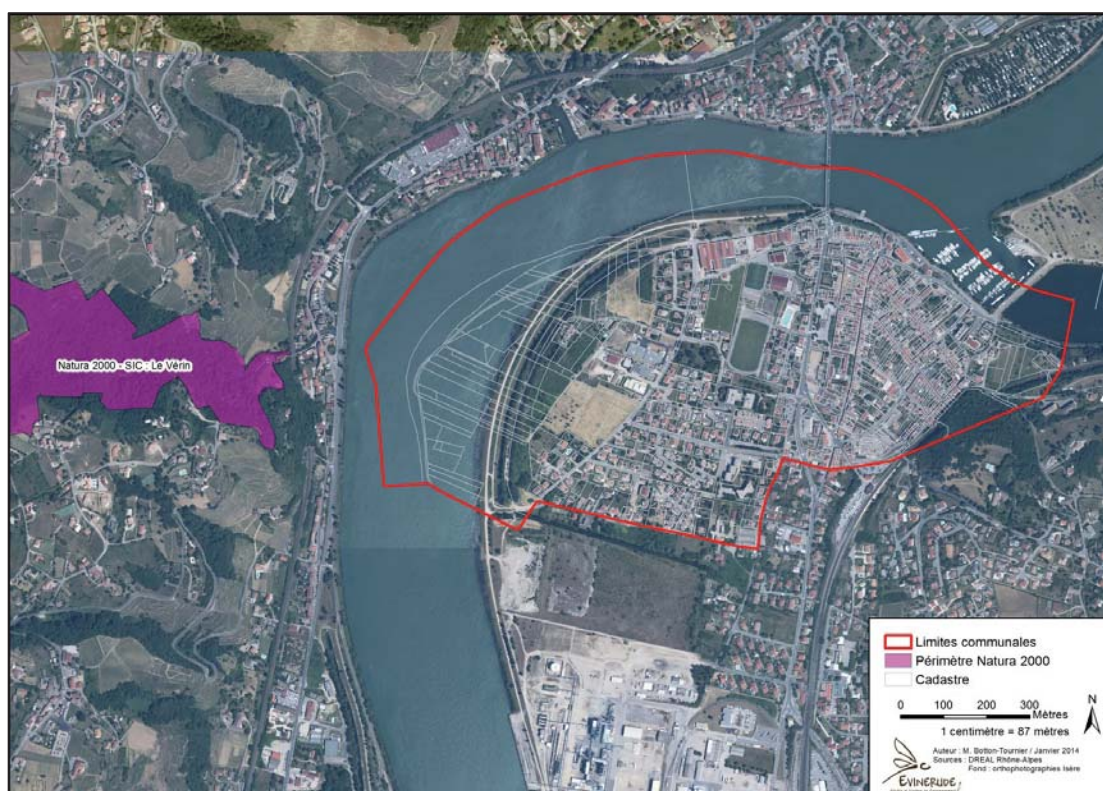 Natura 2000 - SIC : Le Vérin
Limites communales
Périmètre Natura 2000
Cadastre
0 100 200 300
Mètres
N
1 centimètre = 87 mètres
Auteur : M. Botton-Tournier / Janvier 2014
Sources : DREAL Rhône-Alpes
Fond : orthophotographies Isère
EVINERUDE